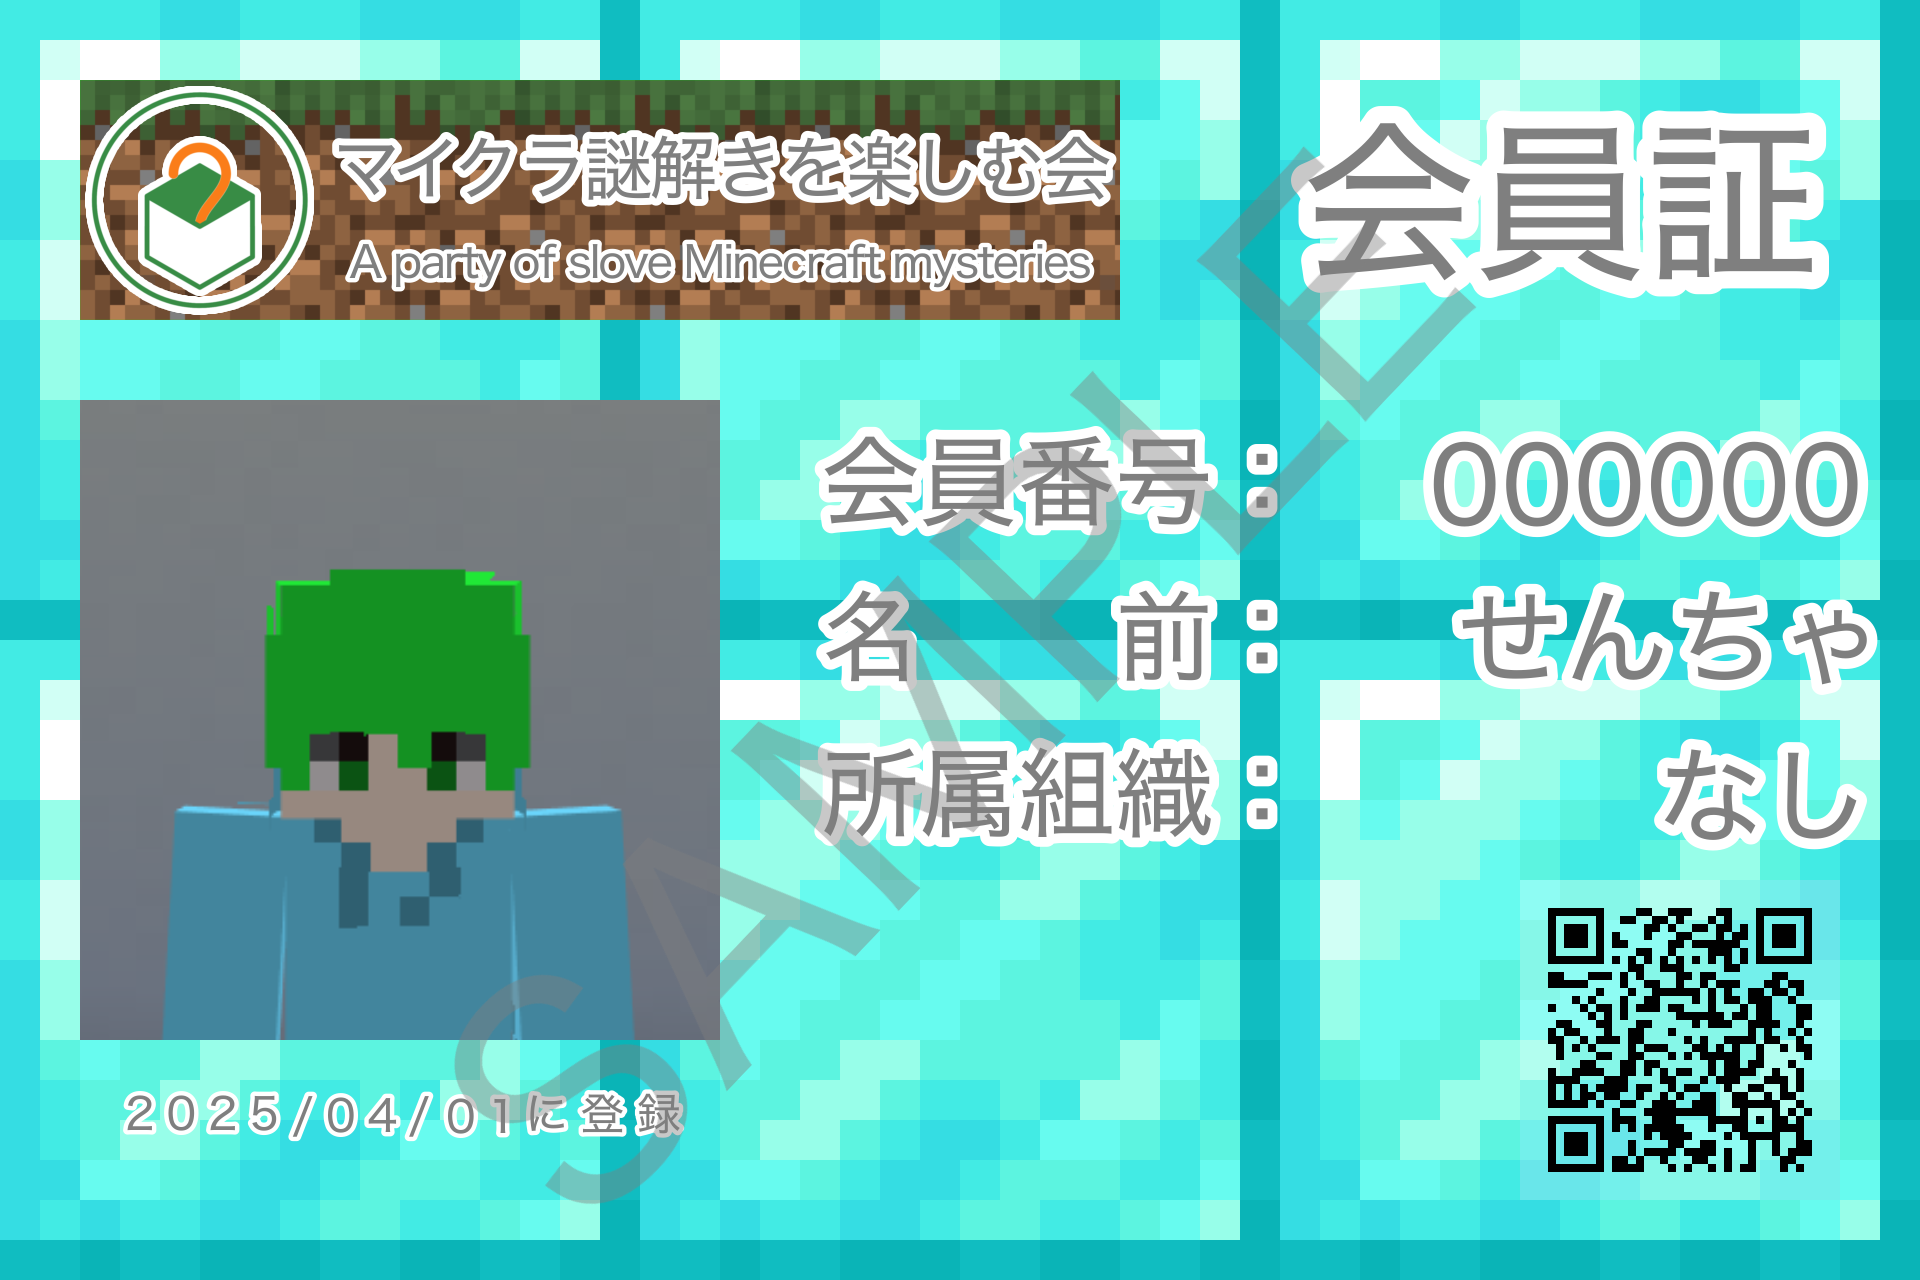 マイクラ謎解きを楽しむ会
A party of slove Minecraft mysteries
会員証
会員番号： 000000
名　　前： せんちゃ
所属組織： なし
2025/04/01に登録
SAMPLE